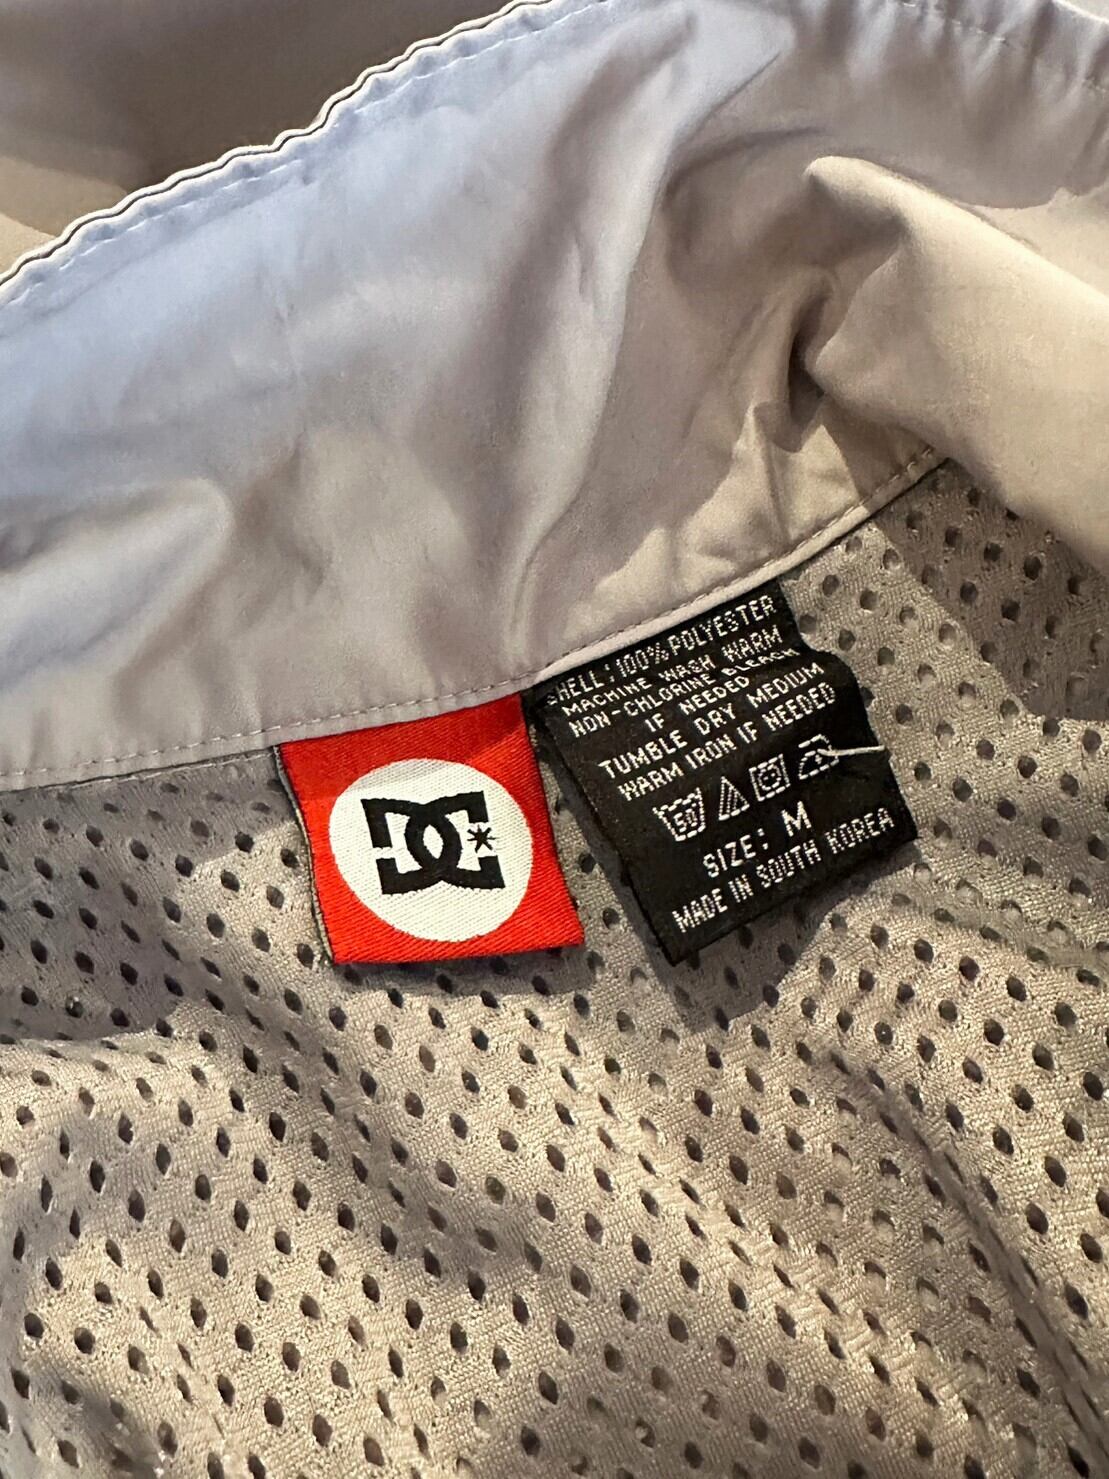 DC
SHELL: 100% POLYESTER
MACHINE WASH WARM
NON-CHLORINE BLEACH
IF NEEDED
TUMBLE DRY MEDIUM
WARM IRON IF NEEDED
50
SIZE: M
MADE IN SOUTH KOREA